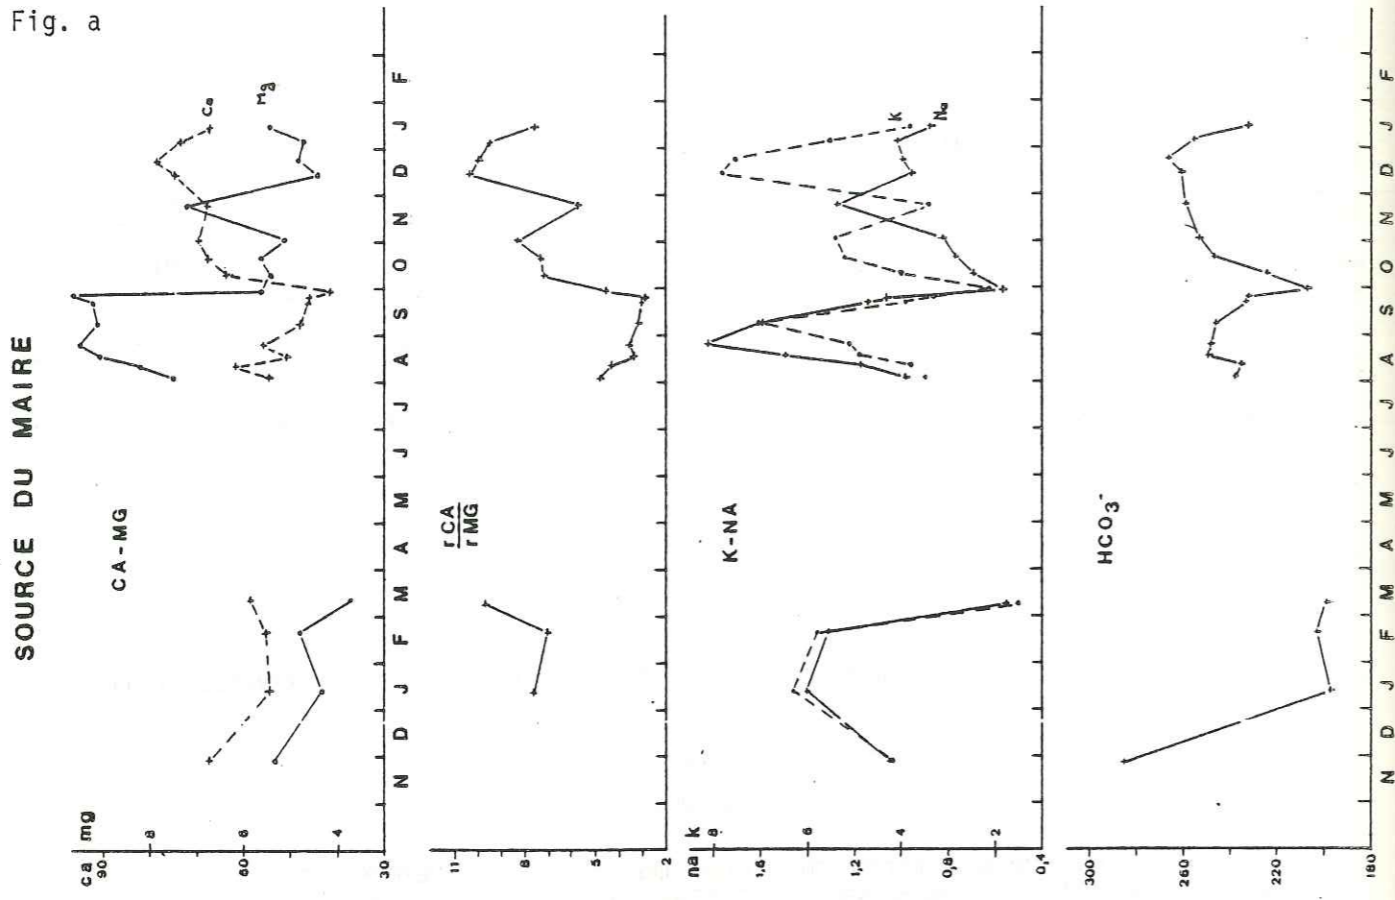 Fig. a
SOURCE DU MAIRE
CA-MG
ca mg
90
8
60
6
4
30
Ca
Mg
N D J F M A M J J A S O N D J F
rCA
rMG
11
8
5
2
K-NA
na k
8
1,6
6
1,2
4
0,8
2
0,4
K
Na
HCO3-
300
260
220
180
N D J F M A M J J A S O N D J F